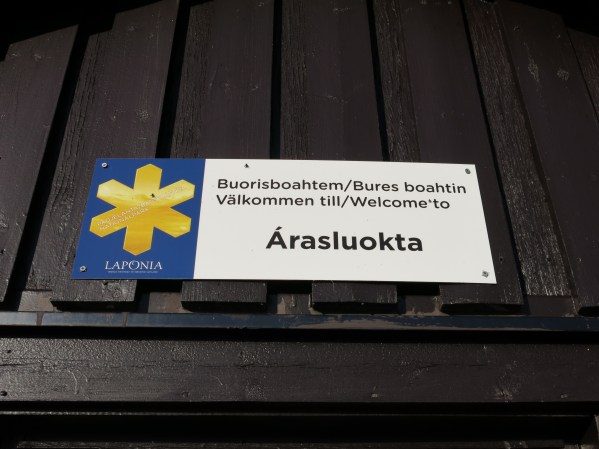 Buorisboahtem/Bures boahtin
Välkommen till/Welcome to
Árasluokta
LAPONIA